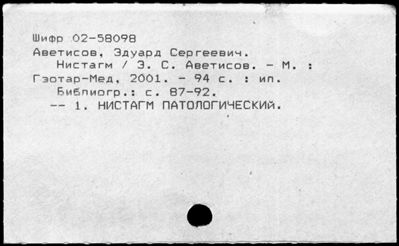 Шифр 02-58098
Аветисов, Эдуард Сергеевич.
Нистагм / Э. С. Аветисов. - М. :
Гэотар-Мед, 2001. - 94 с. : ил.
Библиогр.: с. 87-92.
-- 1. НИСТАГМ ПАТОЛОГИЧЕСКИЙ.